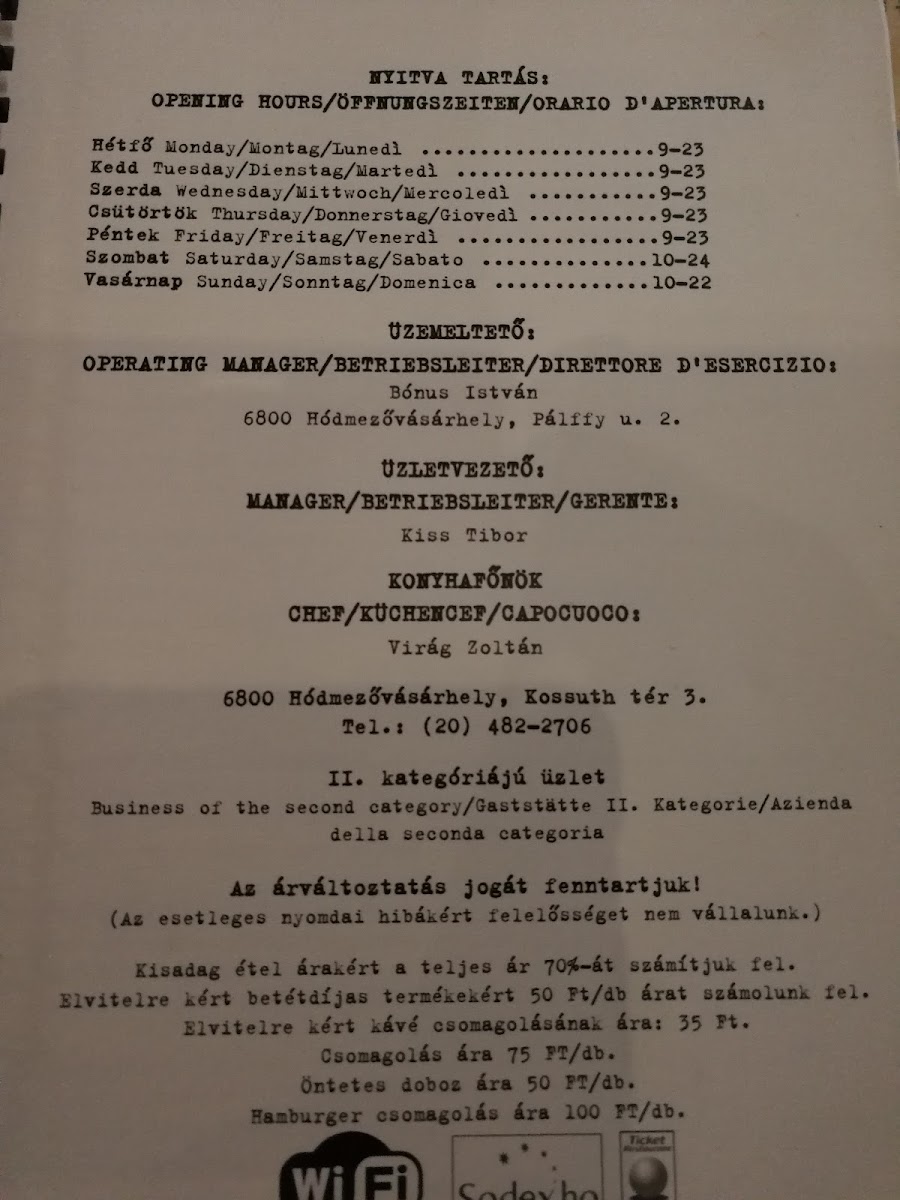 NYITVA TARTÁS:
OPENING HOURS/ÖFFNUNGSZEITEN/ORARIO D'APERTURA:
Hétfő Monday/Montag/Lunedì ....................9-23
Kedd Tuesday/Dienstag/Martedì .................9-23
Szerda Wednesday/Mittwoch/Mercoledì ...........9-23
Csütörtök Thursday/Donnerstag/Giovedì ...........9-23
Péntek Friday/Freitag/Venerdì .................9-23
Szombat Saturday/Samstag/Sabato ..............10-24
Vasárnap Sunday/Sonntag/Domenica .............10-22
ÜZEMELTETŐ:
OPERATING MANAGER/BETRIEBSLEITER/DIRETTORE D'ESERCIZIO:
Bónus István
6800 Hódmezővásárhely, Pálffy u. 2.
ÜZLETVEZETŐ:
MANAGER/BETRIEBSLEITER/GERENTE:
Kiss Tibor
KONYHAFŐNÖK
CHEF/KÜCHENCEF/CAPOCUOCO:
Virág Zoltán
6800 Hódmezővásárhely, Kossuth tér 3.
Tel.: (20) 482-2706
II. kategóriájú üzlet
Business of the second category/Gaststätte II. Kategorie/Azienda
della seconda categoria
Az árváltoztatás jogát fenntartjuk!
(Az esetleges nyomdai hibákért felelősséget nem vállalunk.)
Kisadag étel árakért a teljes ár 70%-át számítjuk fel.
Elvitelre kért betétdíjas termékekért 50 Ft/db árat számolunk fel.
Elvitelre kért kávé csomagolásának ára: 35 Ft.
Csomagolás ára 75 FT/db.
Öntetes doboz ára 50 FT/db.
Hamburger csomagolás ára 100 FT/db.
WiFi
Sodexho
Ticket